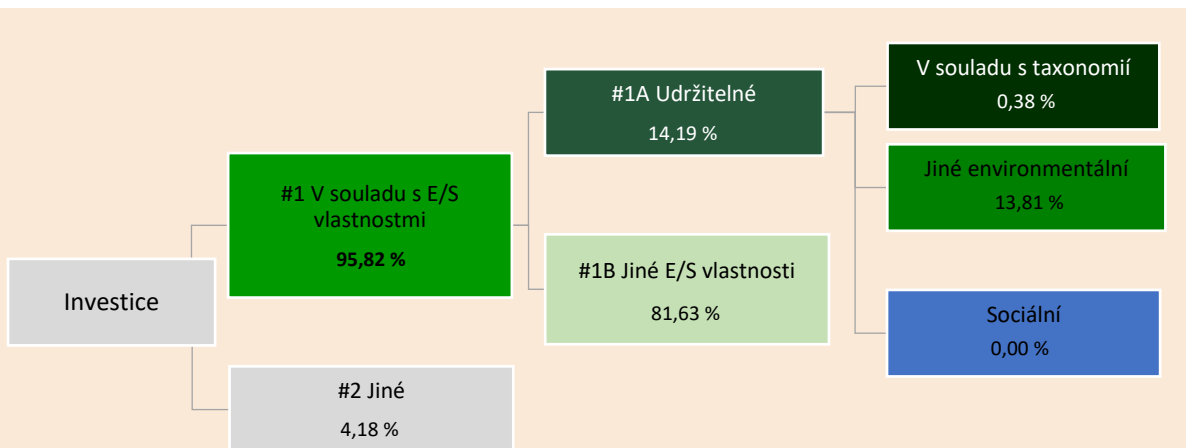 Investice
#1 V souladu s E/S
vlastnostmi
95,82 %
#2 Jiné
4,18 %
#1A Udržitelné
14,19 %
#1B Jiné E/S vlastnosti
81,63 %
V souladu s taxonomií
0,38 %
Jiné environmentální
13,81 %
Sociální
0,00 %